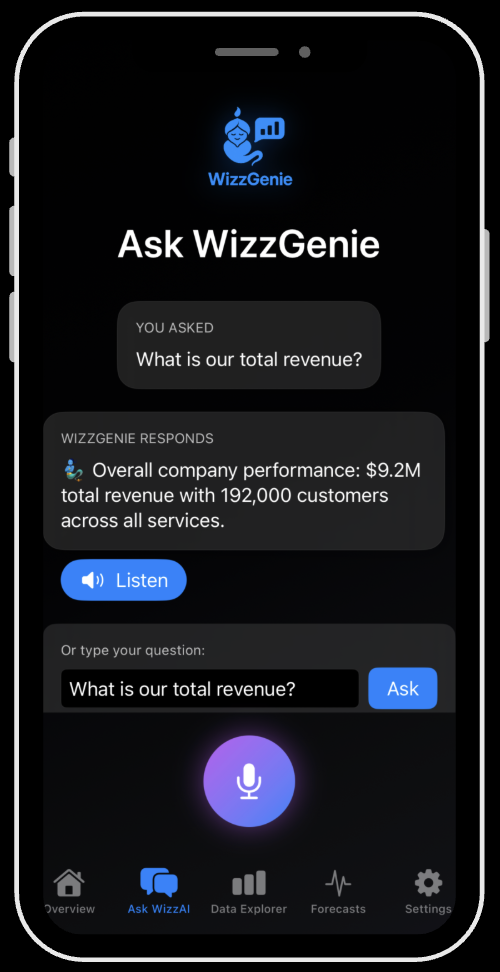 WizzGenie
Ask WizzGenie
YOU ASKED
What is our total revenue?
WIZZGENIE RESPONDS
🧞 Overall company performance: $9.2M
total revenue with 192,000 customers
across all services.
Listen
Or type your question:
What is our total revenue?
Ask
Overview
Ask WizzAI
Data Explorer
Forecasts
Settings